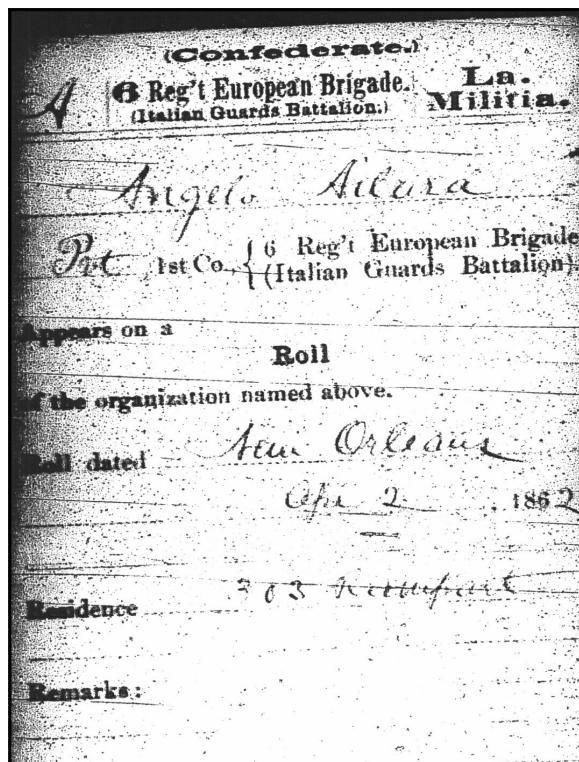 (Confederate.)
A
6 Reg't European Brigade.
(Italian Guards Battalion.)
La.
Militia.
Angelo Ailara
Pvt 1st Co., 6 Reg't European Brigade
(Italian Guards Battalion).
Appears on a
Roll
of the organization named above.
Roll dated New Orleans
Apr 2, 1862
Residence 303 Rampart
Remarks: